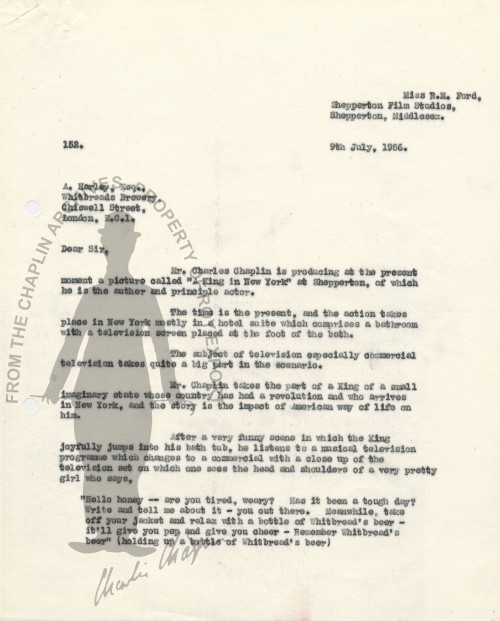 Miss R.M. Ford,
Shepperton Film Studios,
Shepperton, Middlesex.
152.
9th July, 1956.
A. Harley, Esq.,
Whitbreads Brewery
Chiswell Street,
London, E.C.1.
Dear Sir,
Mr. Charles Chaplin is producing at the present
moment a picture called "A King in New York" at Shepperton, of which
he is the author and principle actor.
The time is the present, and the action takes
place in New York mostly in a hotel suite which comprises a bathroom
with a television screen placed at the foot of the bath.
The subject of television especially commercial
television takes quite a big part in the scenario.
Mr. Chaplin takes the part of a King of a small
imaginary state whose country has had a revolution and who arrives
in New York, and the story is the impact of American way of life on
him.
After a very funny scene in which the King
joyfully jumps into his bath tub, he listens to a musical television
programme which changes to a commercial with a close up of the
television set on which one sees the head and shoulders of a very pretty
girl who says,
"Hello honey -- are you tired, weary? Has it been a tough day?
Write and tell me about it - you out there. Meanwhile, take
off your jacket and relax with a bottle of Whitbread's beer -
it'll give you pep and give you cheer - Remember Whitbread's
beer" (holding up a bottle of Whitbread's beer)
FROM THE CHAPLIN ARCHIVES - PROPERTY
Charlie Chaplin